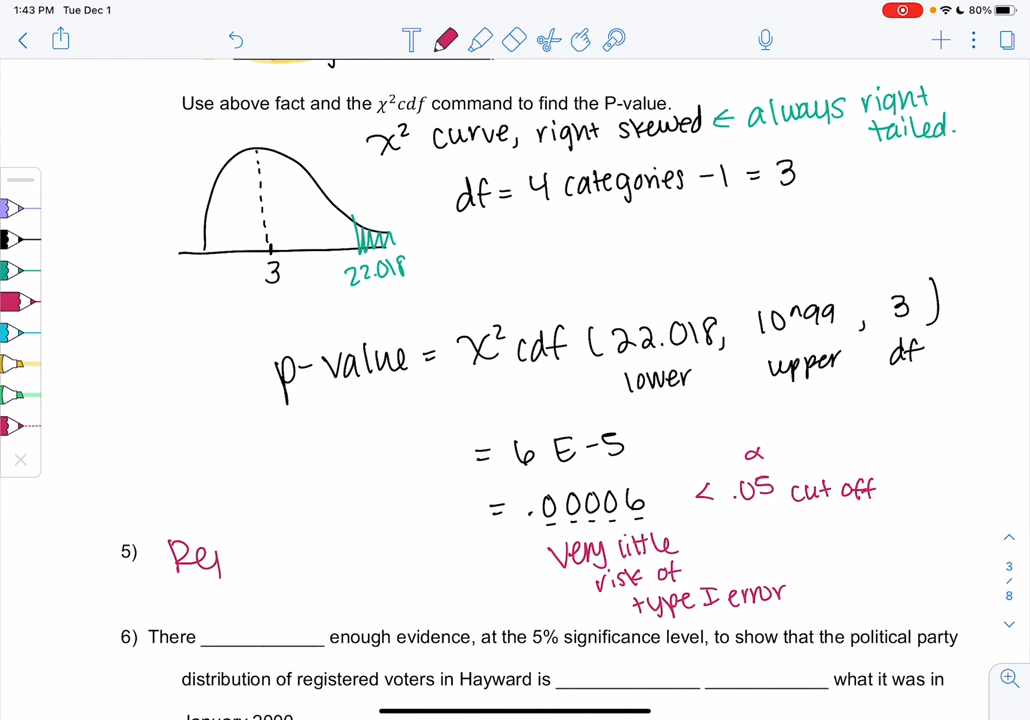 1:43 PM Tue Dec 1
80%
T
Use above fact and the χ²cdf command to find the P-value.
x² curve, right skewed ← always right
tailed.
df = 4 categories -1 = 3
3
22.018
p-value = x²cdf (22.018, 10^99, 3)
lower upper df
= 6 E-5
α
= .00006 < .05 cut off
very little
risk of
type I error
5) Rej
3
/
8
6) There ____________ enough evidence, at the 5% significance level, to show that the political party
distribution of registered voters in Hayward is ______________ ____________ what it was in
January 2000